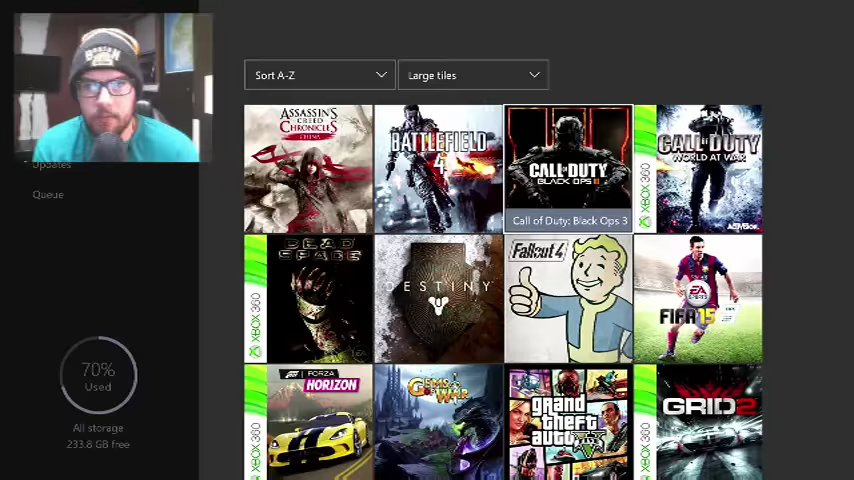 Sort A-Z
Large tiles
BOSTON
Updates
Queue
ASSASSIN'S
CREED
CHRONICLES
CHINA
BATTLEFIELD
4
CALL OF DUTY
BLACK OPS III
Call of Duty: Black Ops 3
XBOX 360
CALL OF DUTY
WORLD AT WAR
ACTIVISION
XBOX 360
DEAD SPACE
DESTINY
Fallout 4
EA
SPORTS
FIFA 15
70%
Used
All storage
233.8 GB free
XBOX 360
FORZA
HORIZON
GEMS
OF WAR
grand
theft
auto
V
XBOX 360
GRID 2